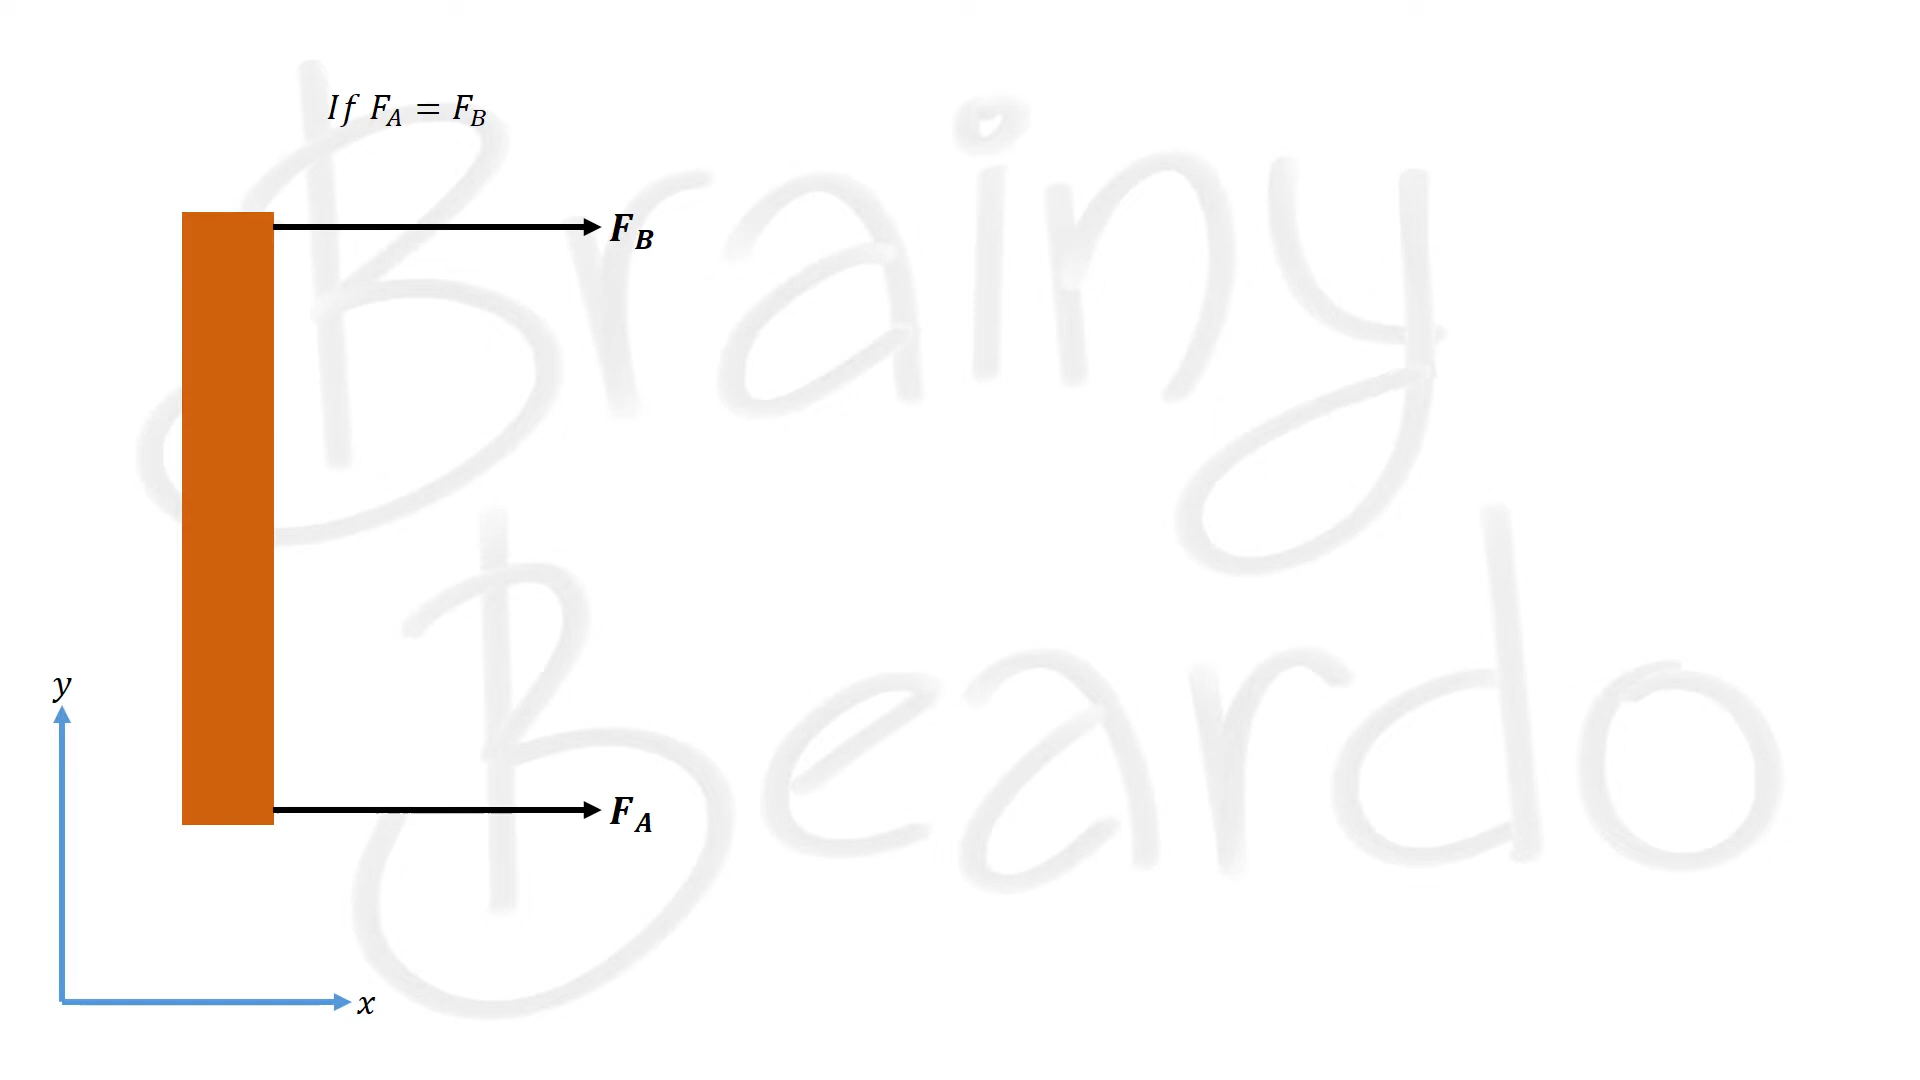 If F_A = F_B
F_B
Brainy
Beardo
y
F_A
x